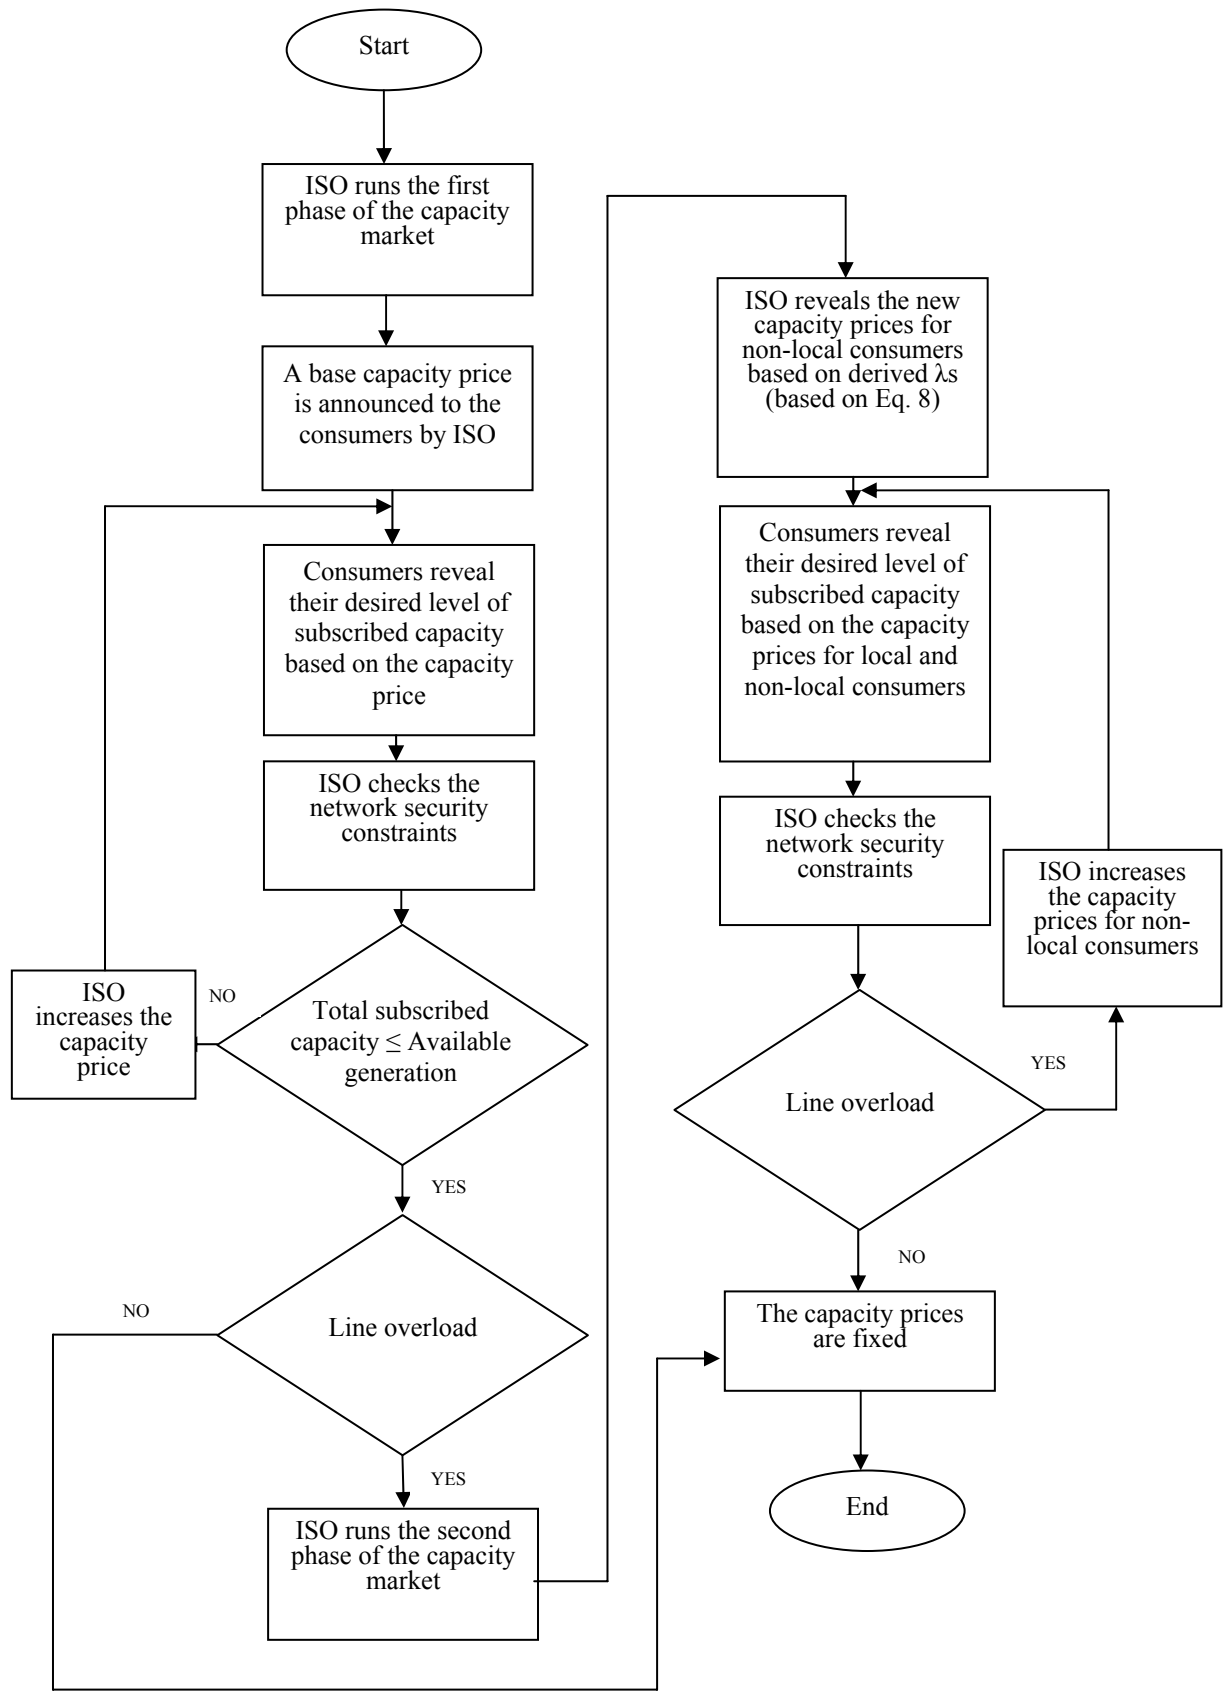 Start
ISO runs the first
phase of the capacity
market
A base capacity price
is announced to the
consumers by ISO
Consumers reveal
their desired level of
subscribed capacity
based on the capacity
price
ISO checks the
network security
constraints
Total subscribed
capacity ≤ Available
generation
NO
ISO
increases the
capacity
price
YES
Line overload
NO
YES
ISO runs the second
phase of the capacity
market
ISO reveals the new
capacity prices for
non-local consumers
based on derived λs
(based on Eq. 8)
Consumers reveal
their desired level of
subscribed capacity
based on the capacity
prices for local and
non-local consumers
ISO checks the
network security
constraints
Line overload
YES
ISO increases
the capacity
prices for non-
local consumers
NO
The capacity prices
are fixed
End